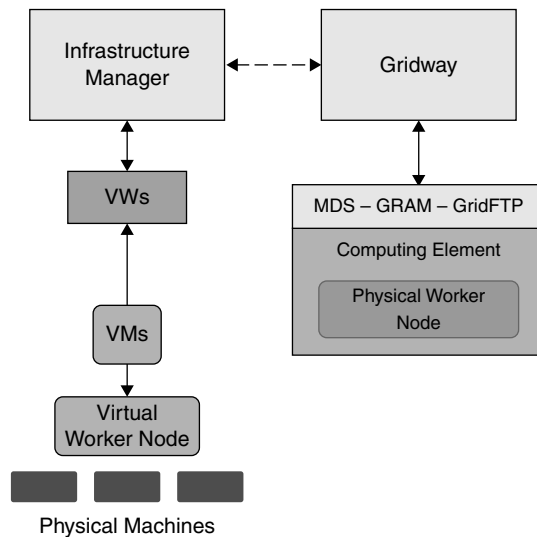 Infrastructure
Manager
Gridway
VWs
MDS – GRAM – GridFTP
Computing Element
Physical Worker
Node
VMs
Virtual
Worker Node
Physical Machines